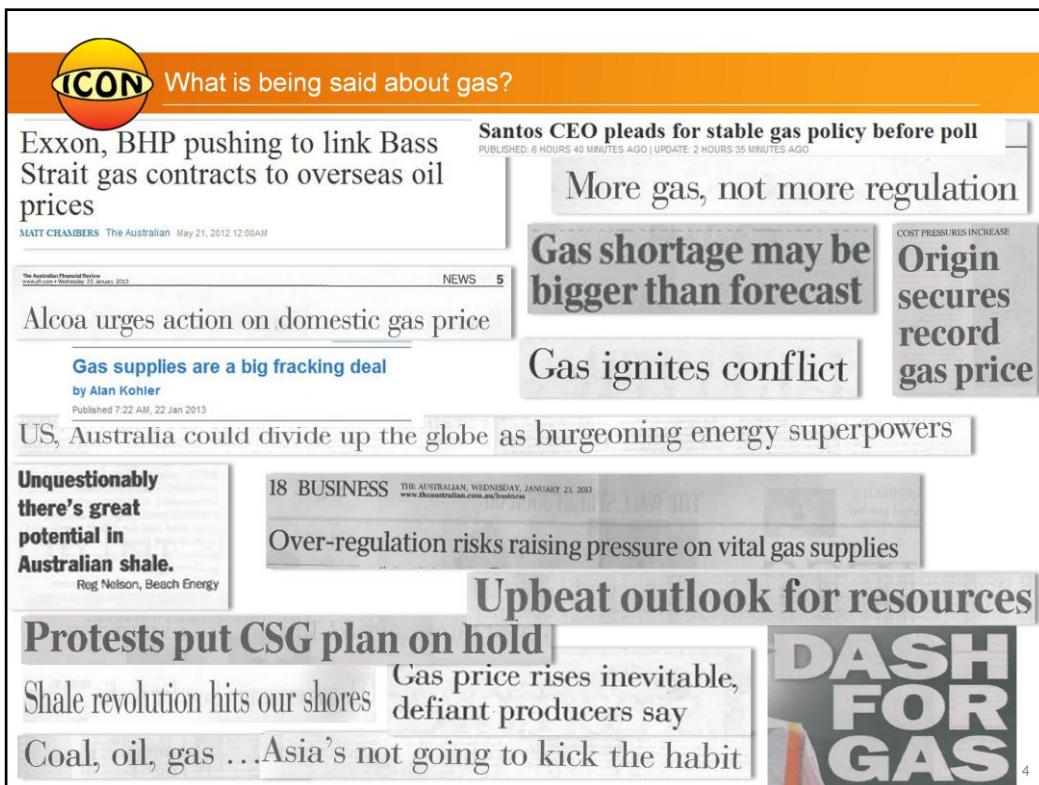 ICON
What is being said about gas?
Exxon, BHP pushing to link Bass
Strait gas contracts to overseas oil
prices
MATT CHAMBERS The Australian May 21, 2012 12:00AM
Santos CEO pleads for stable gas policy before poll
PUBLISHED: 6 HOURS 40 MINUTES AGO | UPDATE: 2 HOURS 35 MINUTES AGO
More gas, not more regulation
Gas shortage may be
bigger than forecast
COST PRESSURES INCREASE
Origin
secures
record
gas price
The Australian Financial Review
www.afr.com • Wednesday 23 January 2013
NEWS 5
Alcoa urges action on domestic gas price
Gas supplies are a big fracking deal
by Alan Kohler
Published 7:22 AM, 22 Jan 2013
Gas ignites conflict
US, Australia could divide up the globe as burgeoning energy superpowers
Unquestionably
there's great
potential in
Australian shale.
Reg Nelson, Beach Energy
18 BUSINESS THE AUSTRALIAN, WEDNESDAY, JANUARY 23, 2013
www.theaustralian.com.au/business
Over-regulation risks raising pressure on vital gas supplies
Upbeat outlook for resources
Protests put CSG plan on hold
Shale revolution hits our shores
Gas price rises inevitable,
defiant producers say
Coal, oil, gas ...Asia's not going to kick the habit
DASH
FOR
GAS
4